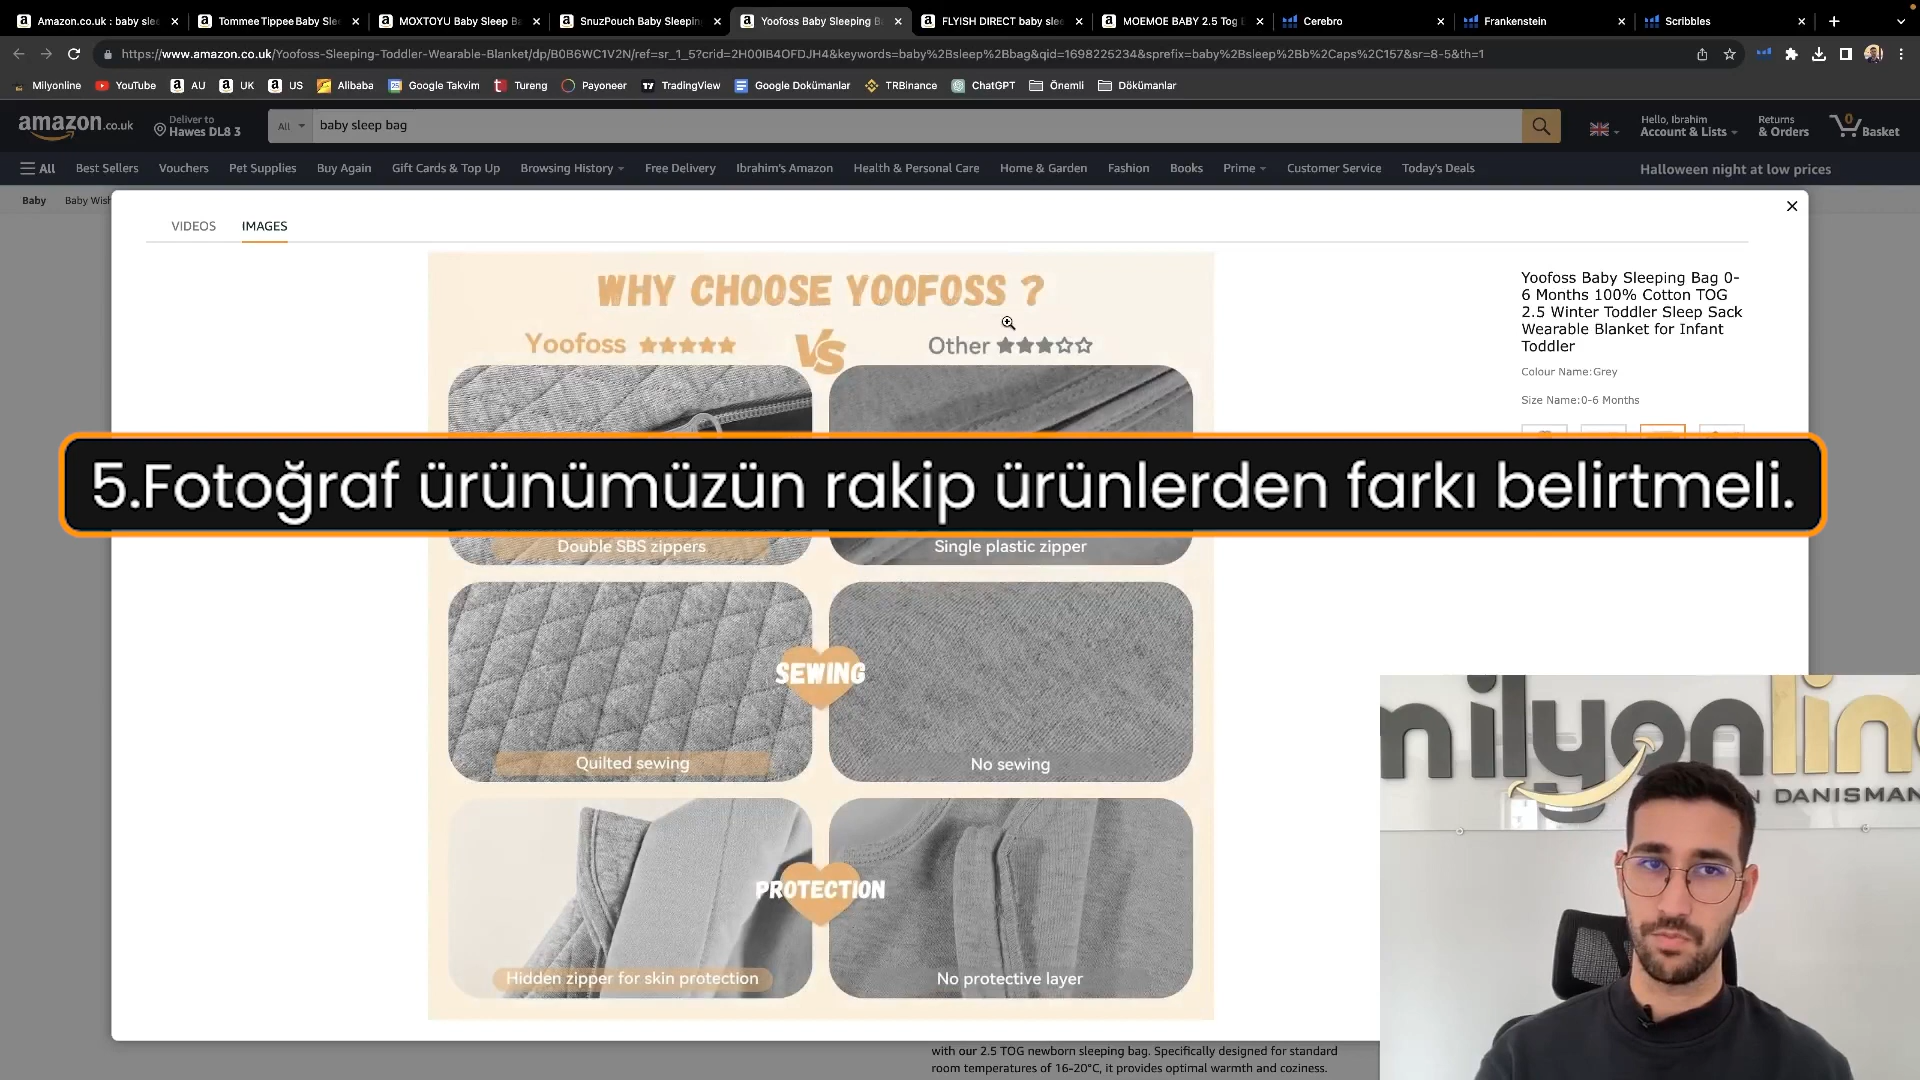 Amazon.co.uk : baby slee
Tommee Tippee Baby Sle
MOXTOYU Baby Sleep Ba
SnuzPouch Baby Sleeping
Yoofoss Baby Sleeping B
FLYISH DIRECT baby slee
MOEMOE BABY 2.5 Tog
Cerebro
Frankenstein
Scribbles
https://www.amazon.co.uk/Yoofoss-Sleeping-Toddler-Wearable-Blanket/dp/B0B6WC1V2N/ref=sr_1_5?crid=2H00IB4OFDJH4&keywords=baby%2Bsleep%2Bbag&qid=1698225234&sprefix=baby%2Bsleep%2Bb%2Caps%2C157&sr=8-5&th=1
Milyonline
YouTube
AU
UK
US
Alibaba
Google Takvim
Tureng
Payoneer
TradingView
Google Dokümanlar
TRBinance
ChatGPT
Önemli
Dökümanlar
amazon.co.uk
Deliver to
Hawes DL8 3
All
baby sleep bag
Hello, Ibrahim
Account & Lists
Returns
& Orders
0
Basket
All
Best Sellers
Vouchers
Pet Supplies
Buy Again
Gift Cards & Top Up
Browsing History
Free Delivery
Ibrahim's Amazon
Health & Personal Care
Home & Garden
Fashion
Books
Prime
Customer Service
Today's Deals
Halloween night at low prices
Baby
Baby Wish
VIDEOS
IMAGES
WHY CHOOSE YOOFOSS ?
Yoofoss
VS
Other
Yoofoss Baby Sleeping Bag 0-
6 Months 100% Cotton TOG
2.5 Winter Toddler Sleep Sack
Wearable Blanket for Infant
Toddler
Colour Name:Grey
Size Name:0-6 Months
5.Fotoğraf ürünümüzün rakip ürünlerden farkı belirtmeli.
Double SBS zippers
Single plastic zipper
SEWING
Quilted sewing
No sewing
PROTECTION
Hidden zipper for skin protection
No protective layer
milyonlin
N DANISMAN
with our 2.5 TOG newborn sleeping bag. Specifically designed for standard
room temperatures of 16-20°C, it provides optimal warmth and coziness.